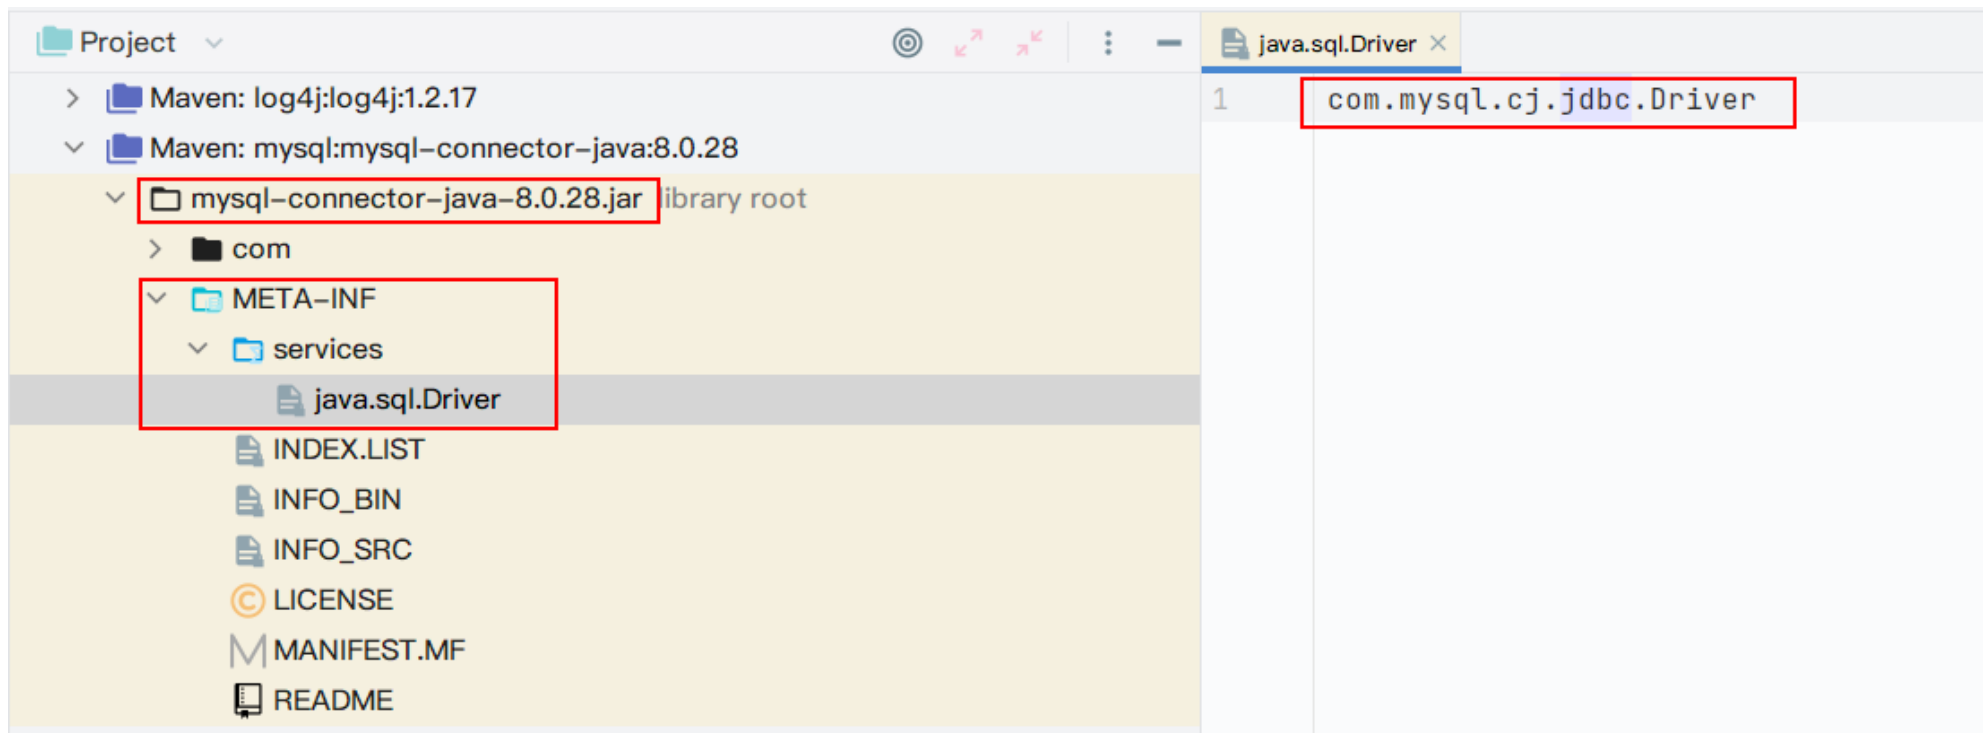 Project
java.sql.Driver
Maven: log4j:log4j:1.2.17
1 com.mysql.cj.jdbc.Driver
Maven: mysql:mysql-connector-java:8.0.28
mysql-connector-java-8.0.28.jar library root
com
META-INF
services
java.sql.Driver
INDEX.LIST
INFO_BIN
INFO_SRC
LICENSE
MANIFEST.MF
README